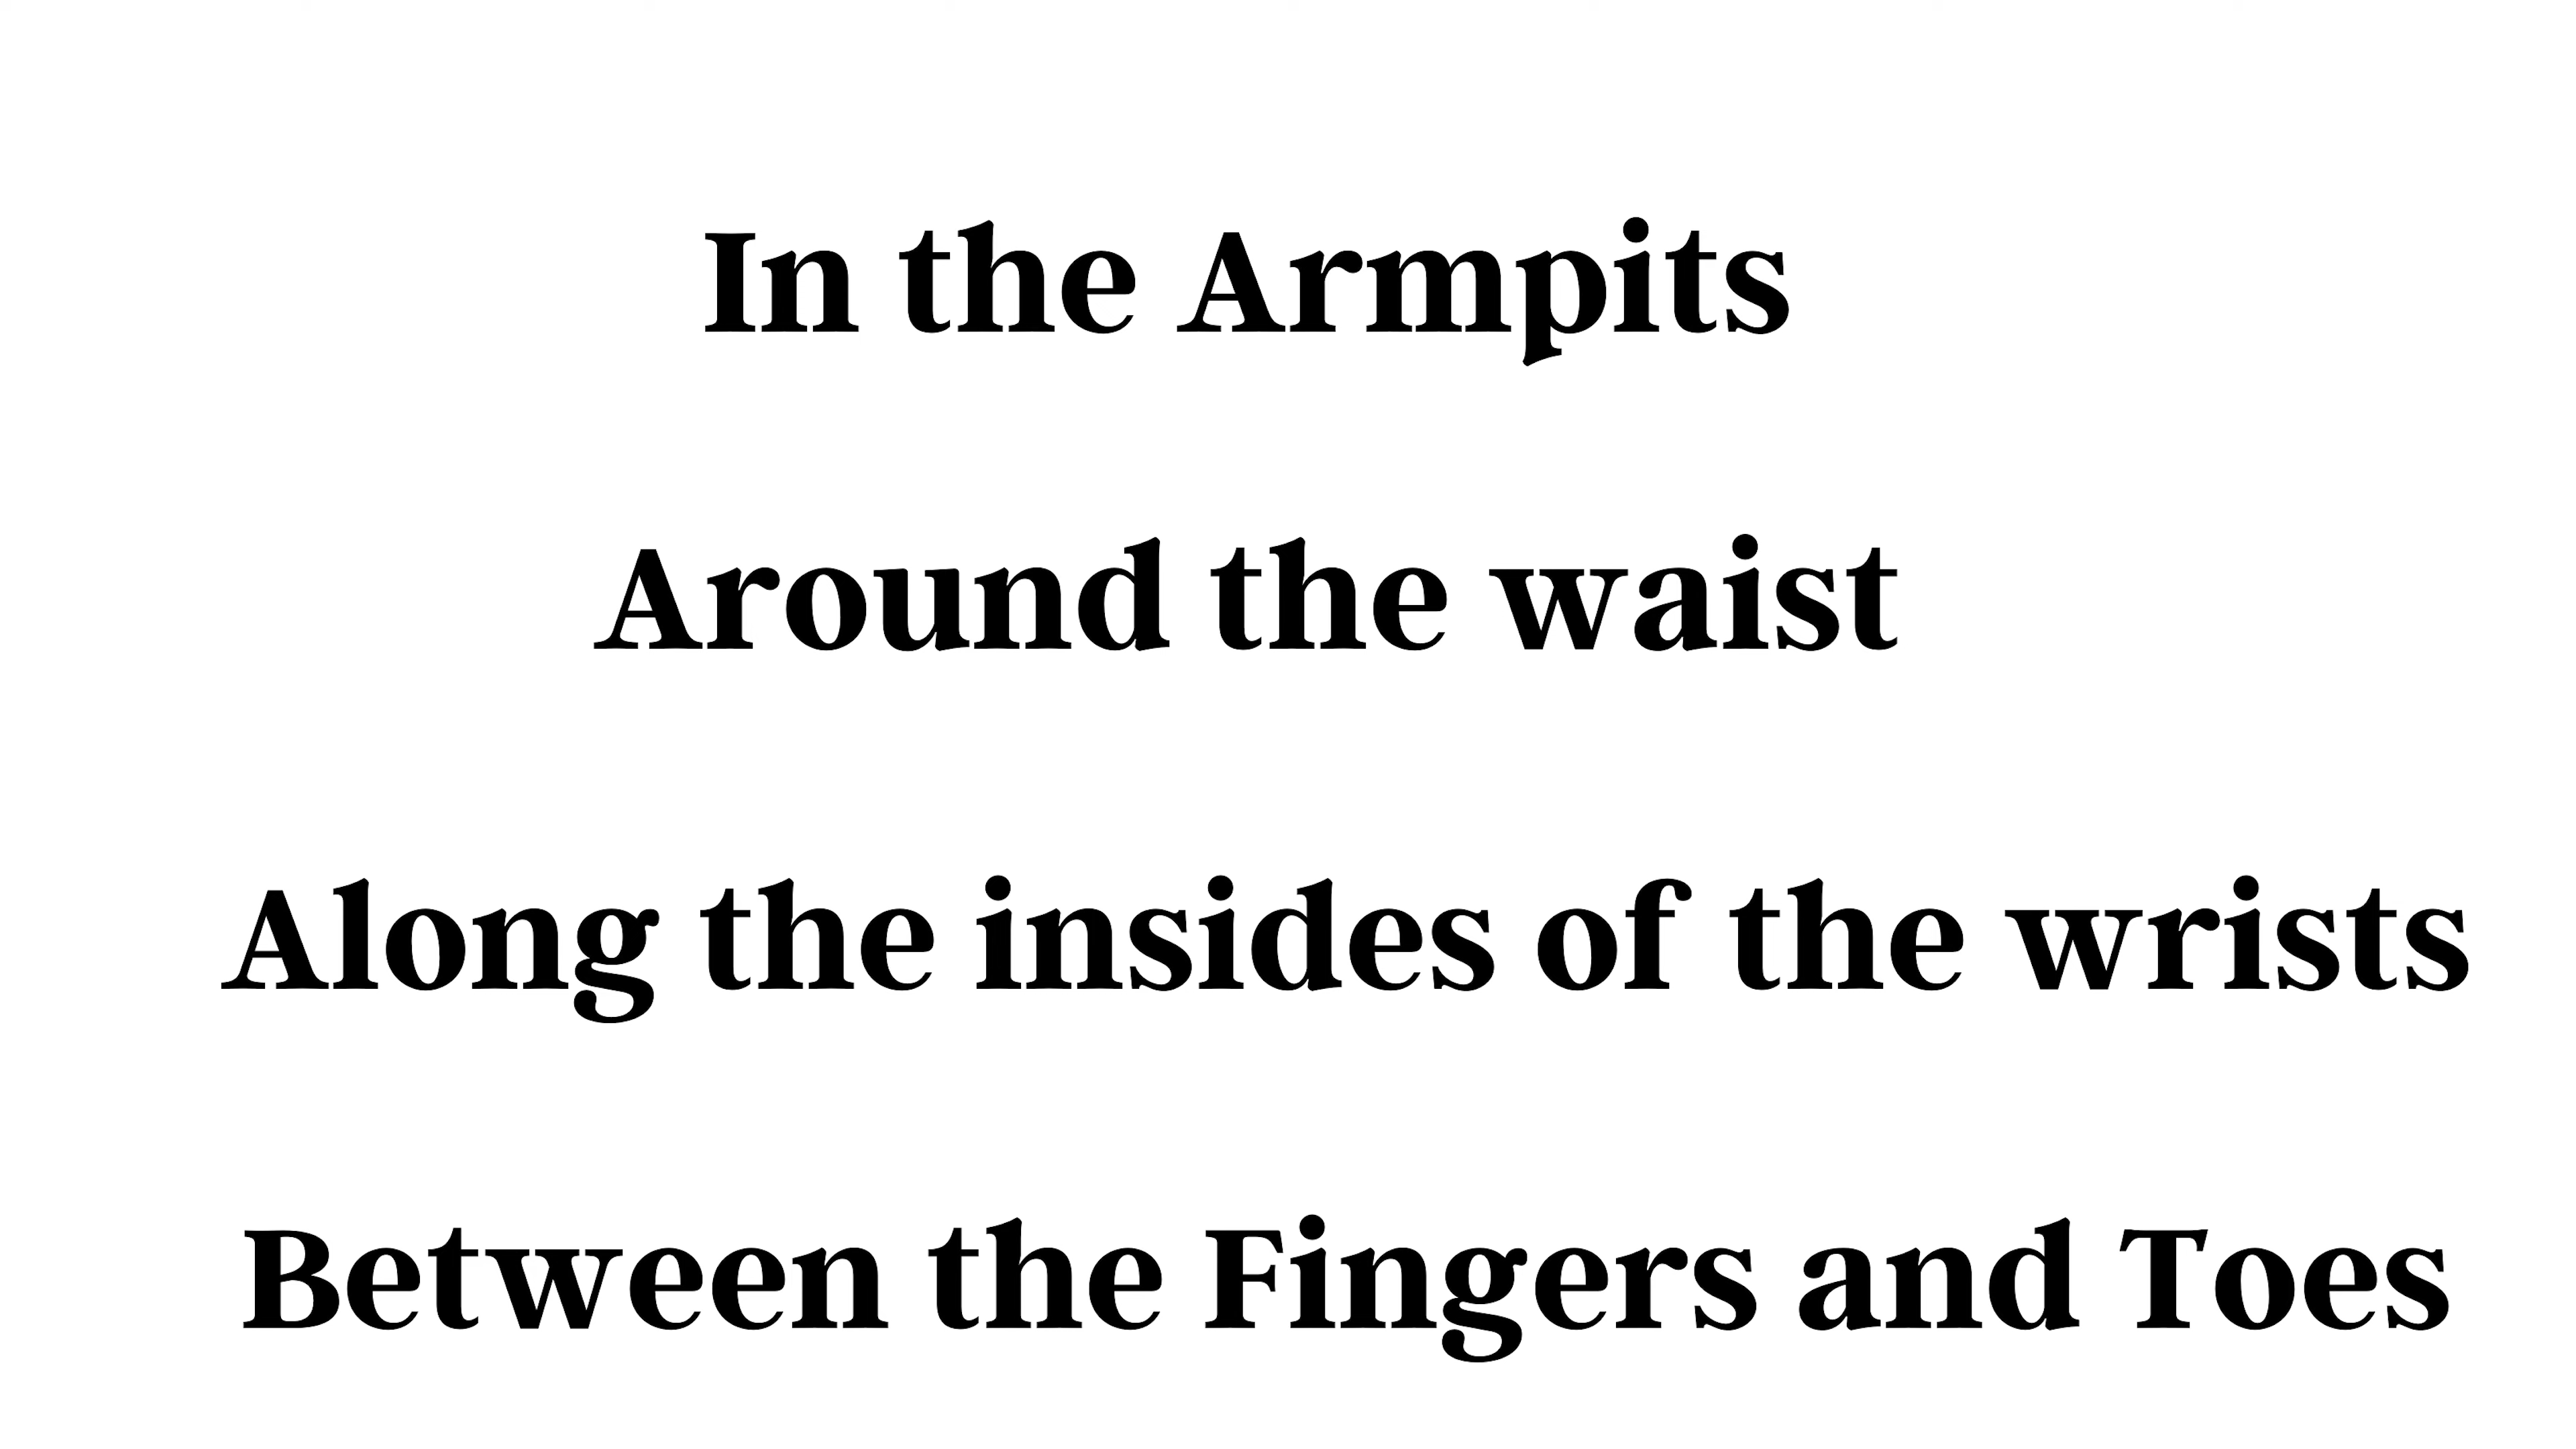 In the Armpits
Around the waist
Along the insides of the wrists
Between the Fingers and Toes